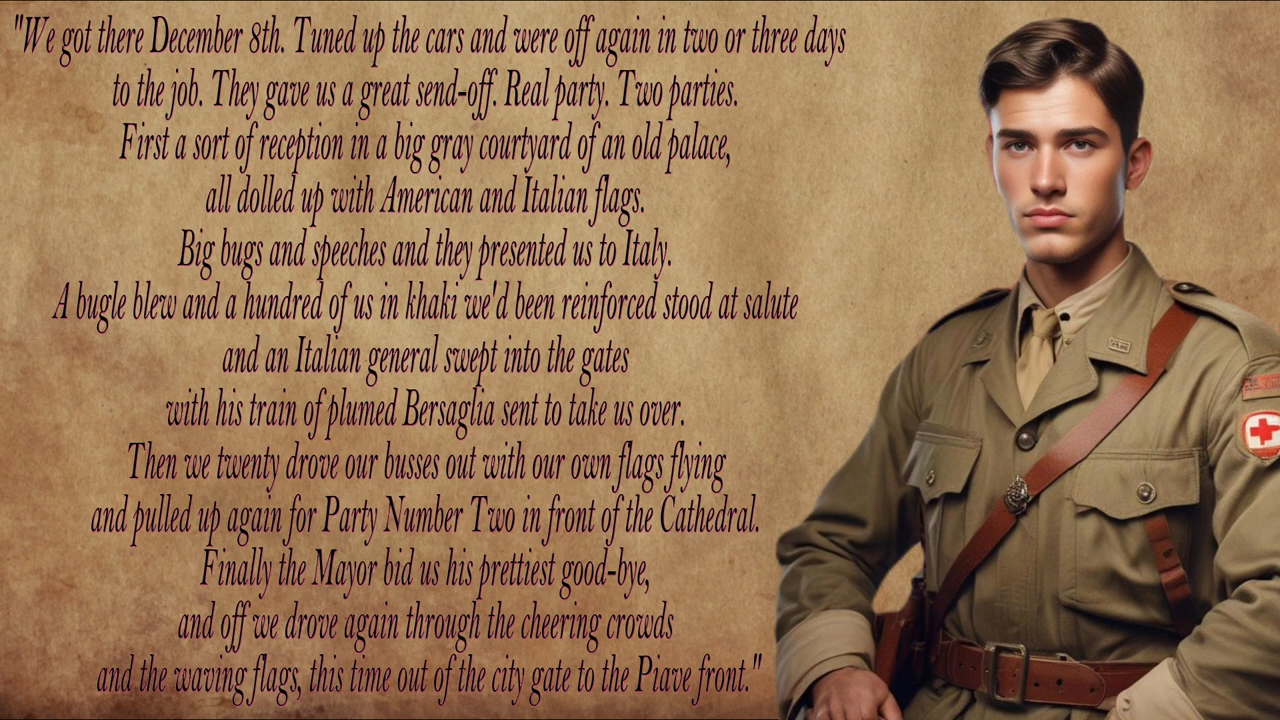 "We got there December 8th. Tuned up the cars and were off again in two or three days
to the job. They gave us a great send-off. Real party. Two parties.
First a sort of reception in a big gray courtyard of an old palace,
all dolled up with American and Italian flags.
Big bugs and speeches and they presented us to Italy.
A bugle blew and a hundred of us in khaki we'd been reinforced stood at salute
and an Italian general swept into the gates
with his train of plumed Bersaglia sent to take us over.
Then we twenty drove our busses out with our own flags flying
and pulled up again for Party Number Two in front of the Cathedral.
Finally the Mayor bid us his prettiest good-bye,
and off we drove again through the cheering crowds
and the waving flags, this time out of the city gate to the Piave front."